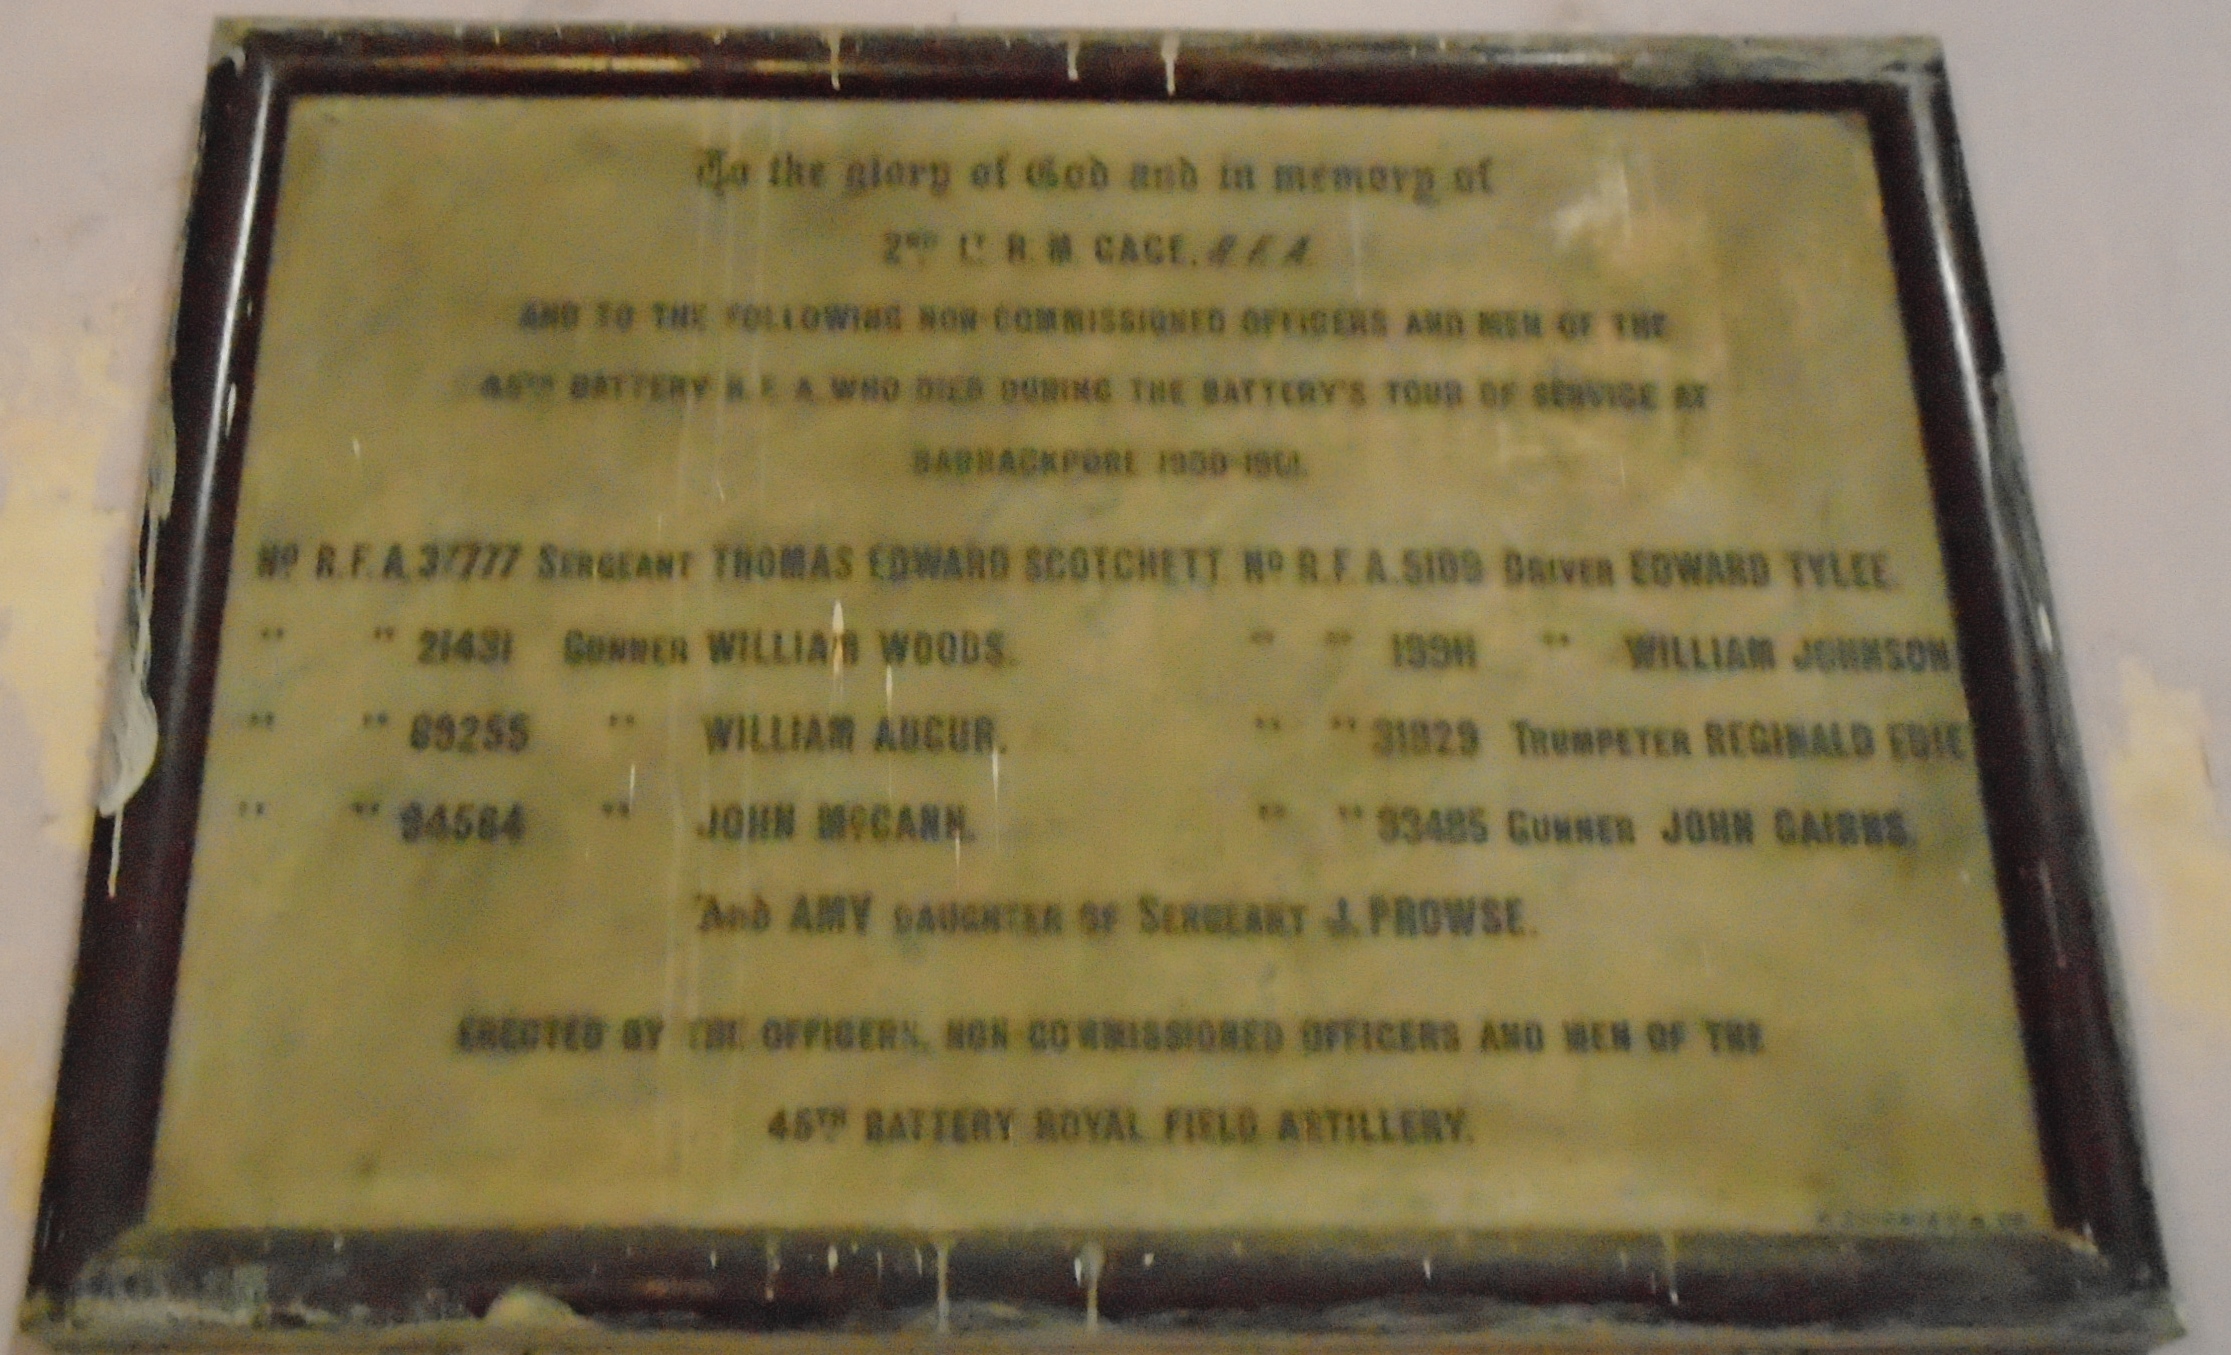 To the glory of God and in memory of
2ND LT R. M. GAGE, R.F.A.
AND TO THE FOLLOWING NON-COMMISSIONED OFFICERS AND MEN OF THE
45TH BATTERY R.F.A. WHO DIED DURING THE BATTERY'S TOUR OF SERVICE AT
BARRACKPORE
NO R.F.A. 37777 SERGEANT THOMAS EDWARD SCOTCHETT NO R.F.A. 5109 DRIVER EDWARD TYLEE.
" " 21431 GUNNER WILLIAM WOODS. " " " WILLIAM JOHNSON
" " 69255 " WILLIAM AUGUR. " " 31929 TRUMPETER REGINALD EDIE
" " 94564 " JOHN MCCANN. " " 93485 GUNNER JOHN CAIRNS.
And AMY DAUGHTER OF SERGEANT J. PROWSE.
ERECTED BY THE OFFICERS, NON-COMMISSIONED OFFICERS AND MEN OF THE
45TH BATTERY ROYAL FIELD ARTILLERY.